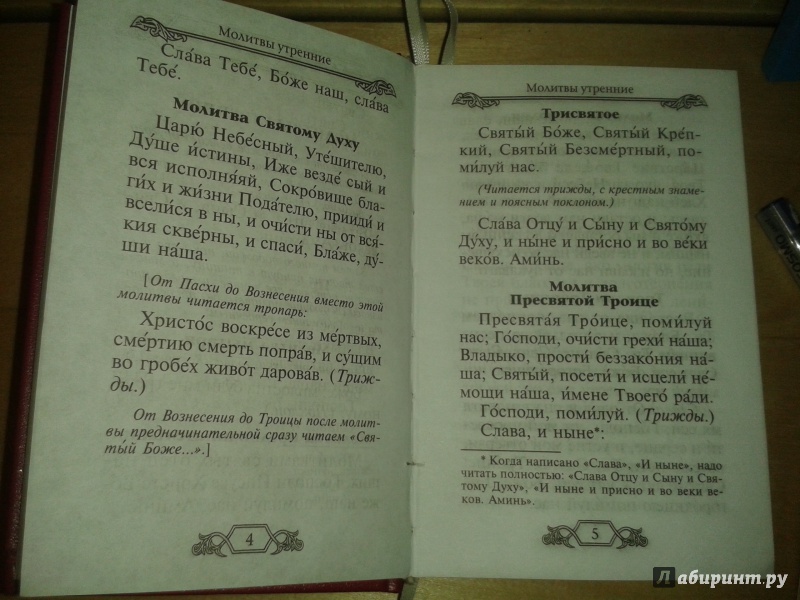 Молитвы утренние
Сла́ва Тебе́, Бо́же наш, сла́ва
Тебе́.
Молитва Святому Духу
Царю́ Небе́сный, Уте́шителю,
Ду́ше и́стины, И́же везде́ сый и
вся исполня́яй, Сокро́вище бла-
ги́х и жи́зни Пода́телю, прииди́ и
всели́ся в ны, и очи́сти ны от вся́-
кия скве́рны, и спаси́, Бла́же, ду́-
ши на́ша.
[От Пасхи до Вознесения вместо этой
молитвы читается тропарь:
Христо́с воскре́се из ме́ртвых,
сме́ртию смерть попра́в, и су́щим
во гробе́х живо́т дарова́в. (Триж-
ды.)
От Вознесения до Троицы после молит-
вы предначинательной сразу читаем «Свя-
ты́й Боже...».]
4
Молитвы утренние
Трисвятое
Святы́й Бо́же, Святы́й Кре́п-
кий, Святы́й Безсме́ртный, по-
ми́луй нас.
(Читается трижды, с крестным знаме-
нием и поясным поклоном.)
Сла́ва Отцу́ и Сы́ну и Свято́му
Ду́ху, и ны́не и при́сно и во ве́ки
веко́в. Ами́нь.
Молитва
Пресвятой Троице
Пресвята́я Тро́ице, поми́луй
нас; Го́споди, очи́сти грехи́ на́ша;
Влады́ко, прости́ беззако́ния на́-
ша; Святы́й, посети́ и исцели́ не́-
мощи на́ша, и́мене Твоего́ ра́ди.
Го́споди, поми́луй. (Трижды.)
Сла́ва, и ны́не*:
* Когда написано «Слава», «И ныне», надо
читать полностью: «Слава Отцу и Сыну и Свя-
тому Духу», «И ныне и присно и во веки ве-
ков. Аминь».
5
Лабиринт.ру